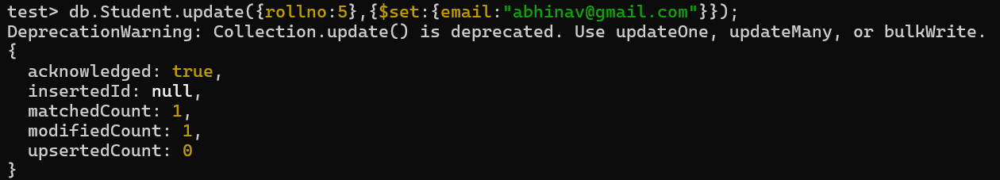 test> db.Student.update({rollno:5},{$set:{email:"abhinav@gmail.com"}});
DeprecationWarning: Collection.update() is deprecated. Use updateOne, updateMany, or bulkWrite.
{
  acknowledged: true,
  insertedId: null,
  matchedCount: 1,
  modifiedCount: 1,
  upsertedCount: 0
}